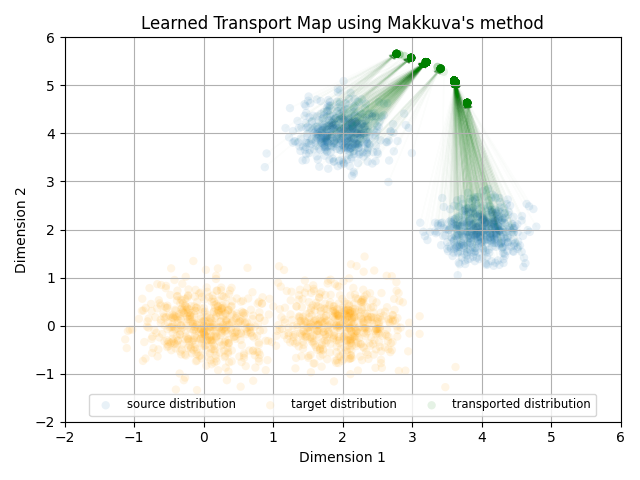 Learned Transport Map using Makkuva's method
6
5
4
3
2
1
0
−1
−2
Dimension 2
source distribution target distribution transported distribution
−2 −1 0 1 2 3 4 5 6
Dimension 1